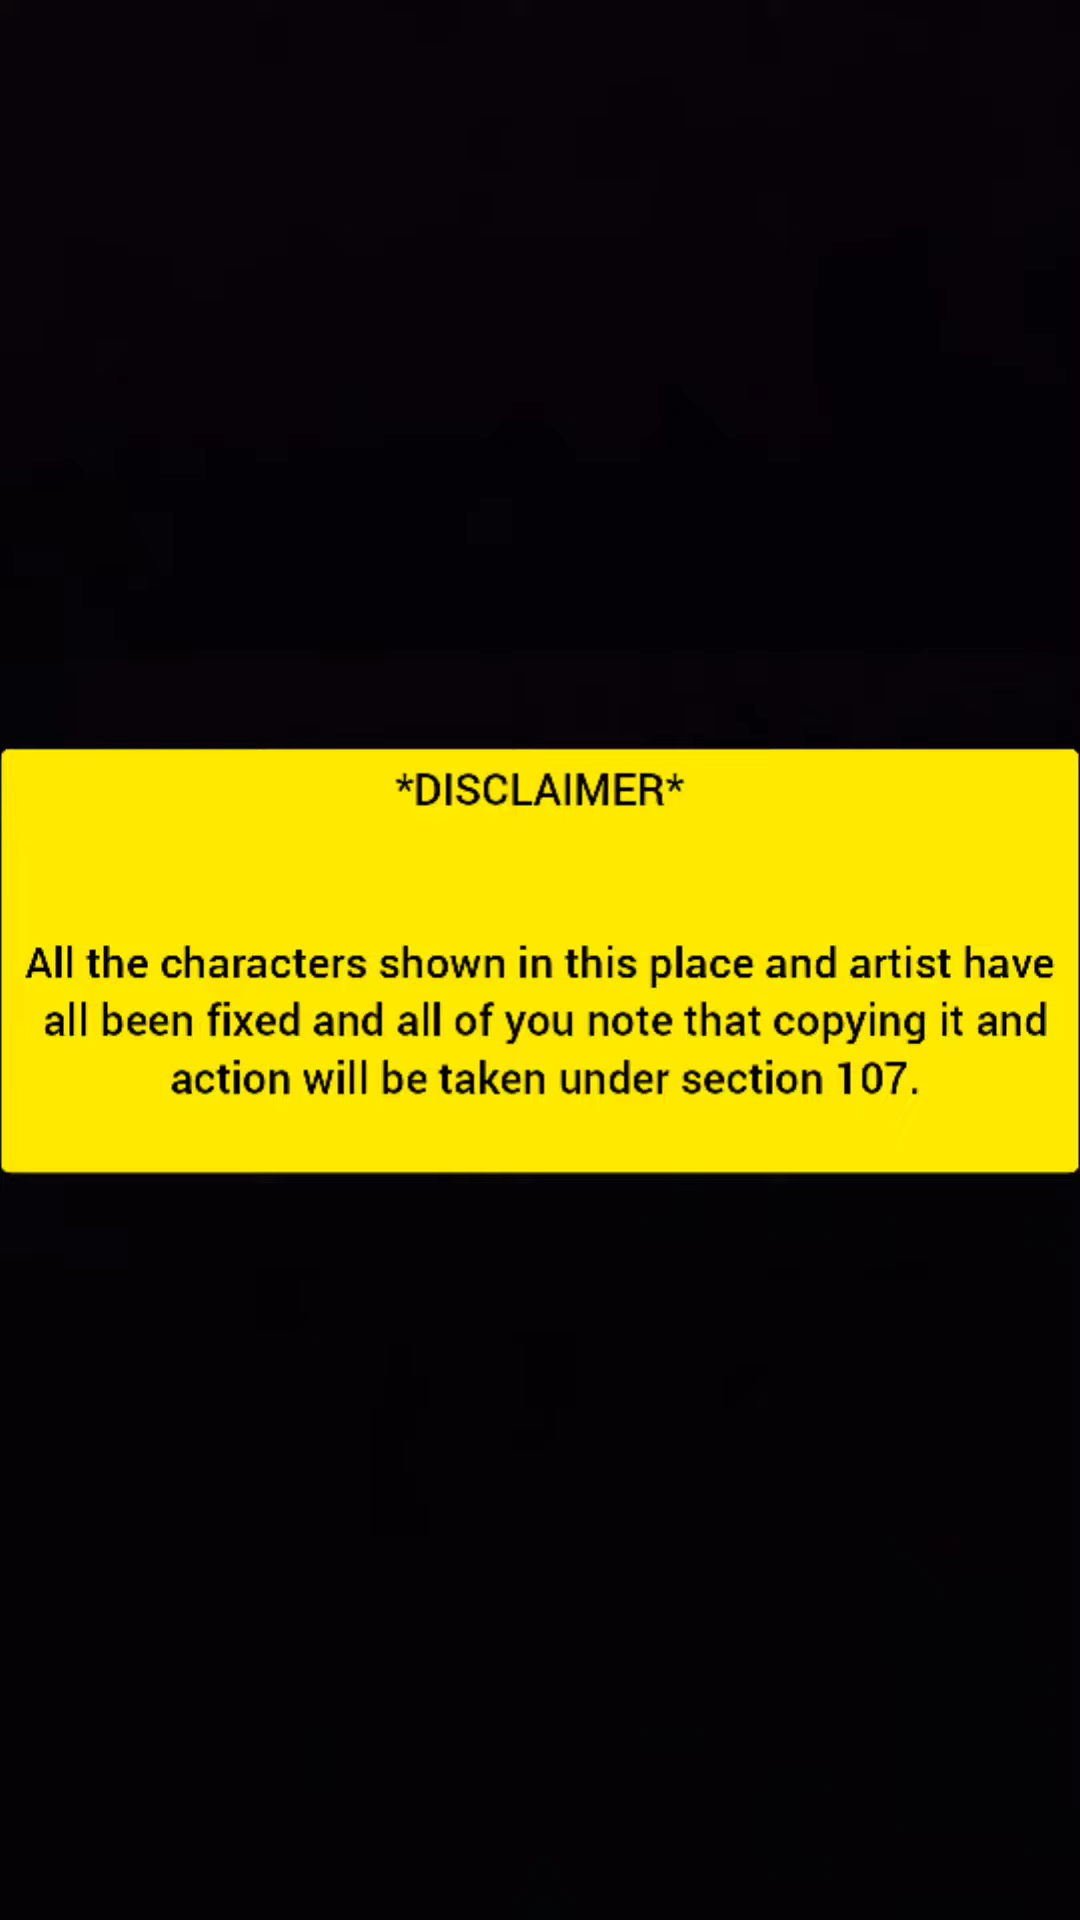 *DISCLAIMER*
All the characters shown in this place and artist have
all been fixed and all of you note that copying it and
action will be taken under section 107.